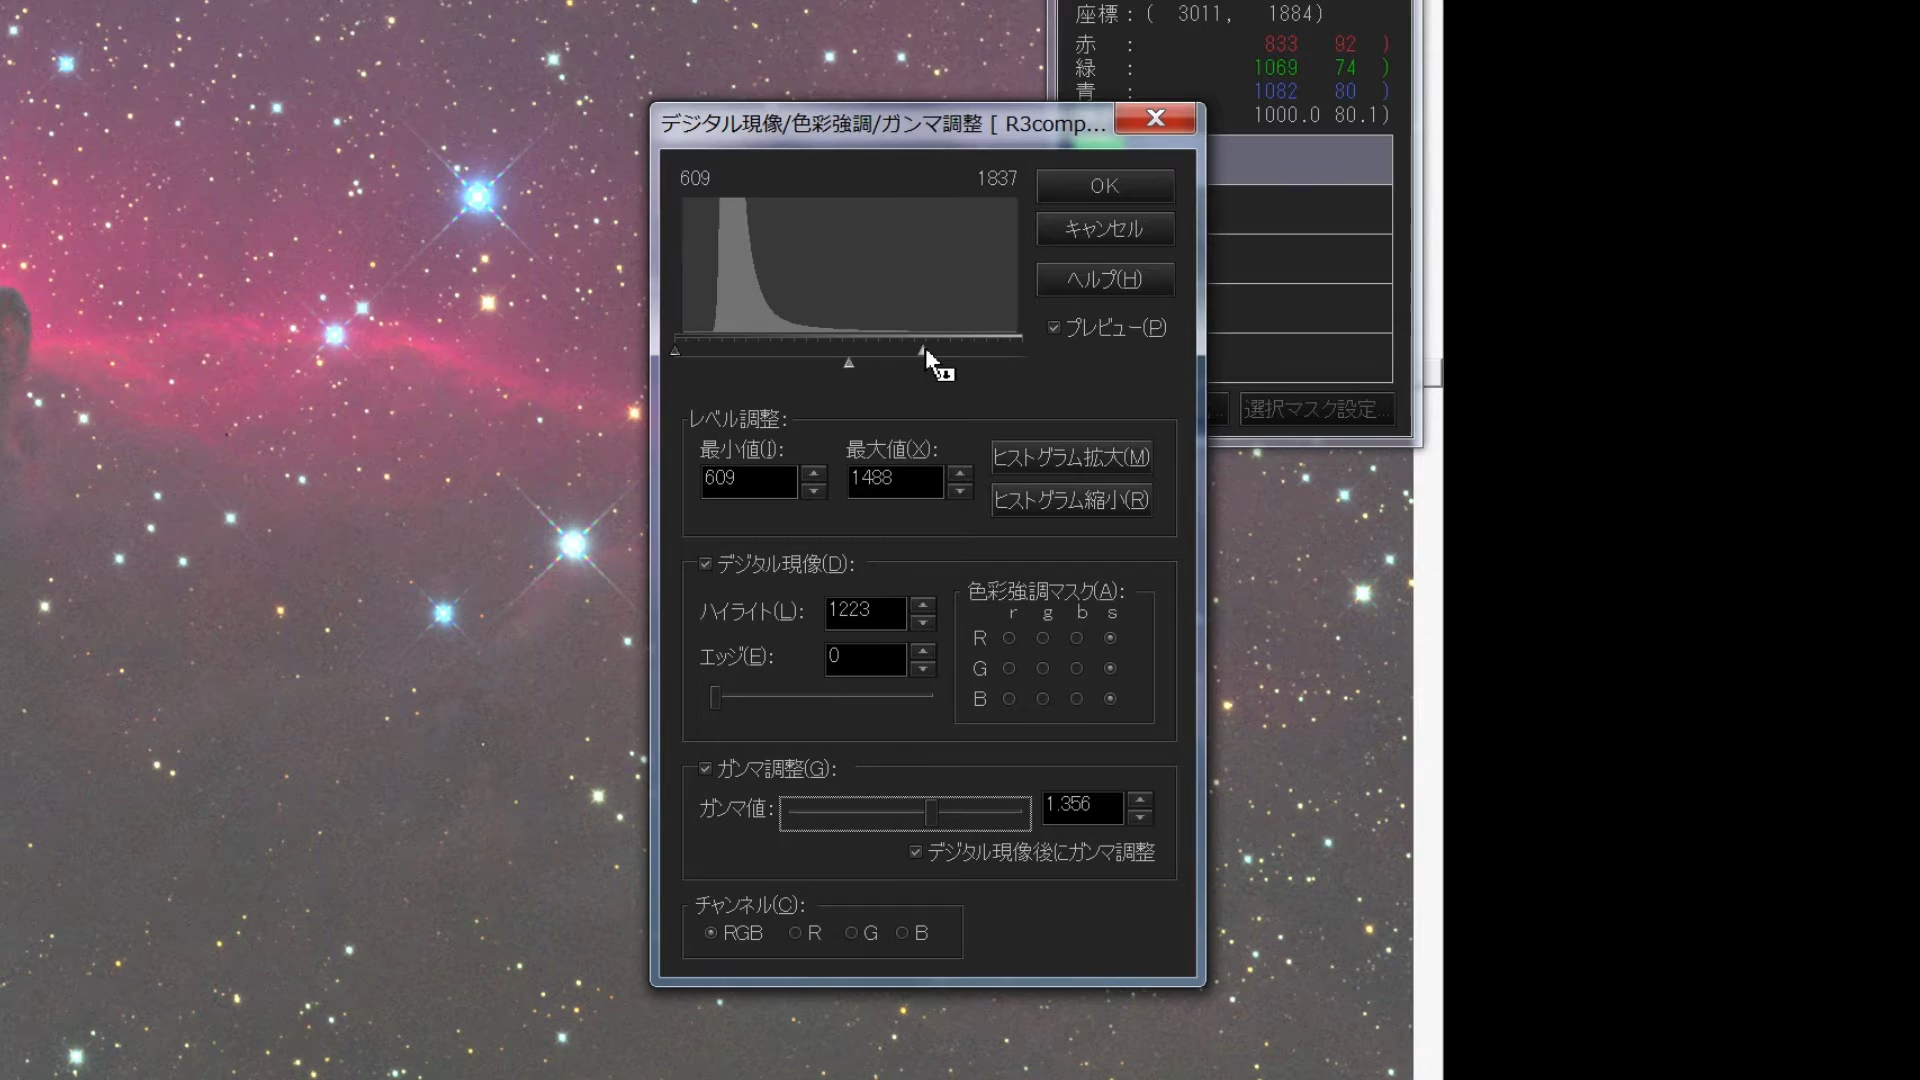 座標：( 3011, 1884)
赤 : 833 92 )
緑 : 1069 74 )
青 : 1082 80 )
1000.0 80.1)
デジタル現像/色彩強調/ガンマ調整 [ R3comp...
609 1837
OK
キャンセル
ヘルプ(H)
プレビュー(P)
選択マスク設定...
レベル調整:
最小値(I): 最大値(X):
609 1488
ヒストグラム拡大(M)
ヒストグラム縮小(R)
デジタル現像(D):
ハイライト(L): 1223
エッジ(E): 0
色彩強調マスク(A):
r g b s
R
G
B
ガンマ調整(G):
ガンマ値: 1.356
デジタル現像後にガンマ調整
チャンネル(C):
RGB R G B